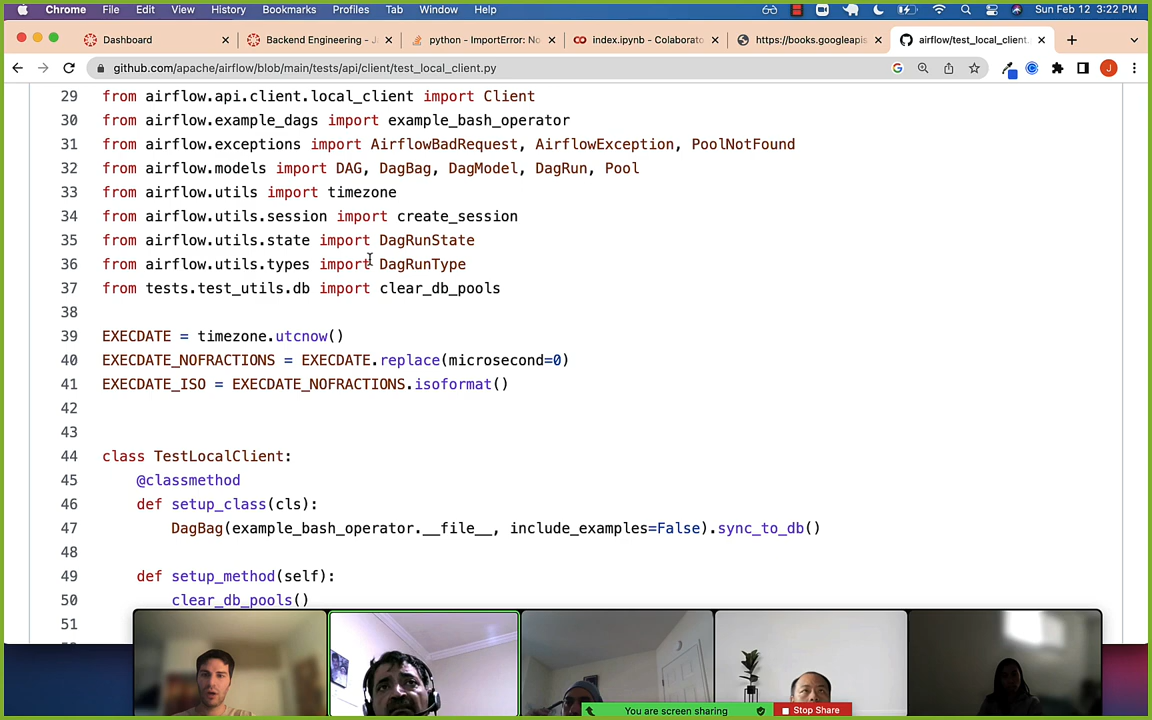 Chrome File Edit View History Bookmarks Profiles Tab Window Help Sun Feb 12 3:22 PM
Dashboard Backend Engineering - J python - ImportError: No index.ipynb - Colaborato https://books.googleapis airflow/test_local_client.
github.com/apache/airflow/blob/main/tests/api/client/test_local_client.py J
29 from airflow.api.client.local_client import Client
30 from airflow.example_dags import example_bash_operator
31 from airflow.exceptions import AirflowBadRequest, AirflowException, PoolNotFound
32 from airflow.models import DAG, DagBag, DagModel, DagRun, Pool
33 from airflow.utils import timezone
34 from airflow.utils.session import create_session
35 from airflow.utils.state import DagRunState
36 from airflow.utils.types import DagRunType
37 from tests.test_utils.db import clear_db_pools
38
39 EXECDATE = timezone.utcnow()
40 EXECDATE_NOFRACTIONS = EXECDATE.replace(microsecond=0)
41 EXECDATE_ISO = EXECDATE_NOFRACTIONS.isoformat()
42
43
44 class TestLocalClient:
45 @classmethod
46 def setup_class(cls):
47 DagBag(example_bash_operator.__file__, include_examples=False).sync_to_db()
48
49 def setup_method(self):
50 clear_db_pools()
51
You are screen sharing Stop Share